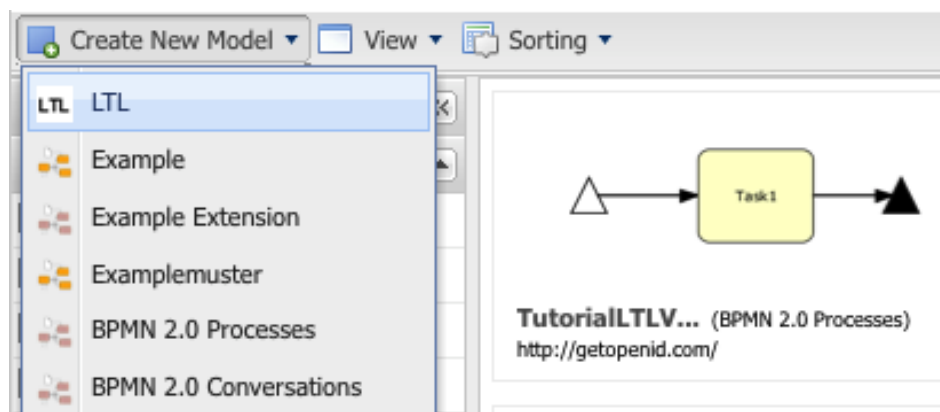 Create New Model View Sorting
LTL LTL
Example
Example Extension
Examplemuster
BPMN 2.0 Processes
BPMN 2.0 Conversations
Task1
TutorialLTLV... (BPMN 2.0 Processes)
http://getopenid.com/